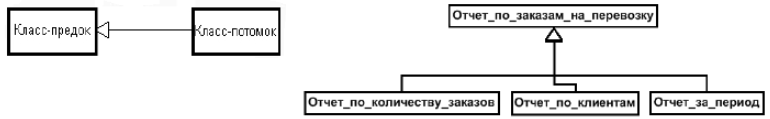 Класс-предок
Класс-потомок
Отчет_по_заказам_на_перевозку
Отчет_по_количеству_заказов
Отчет_по_клиентам
Отчет_за_период